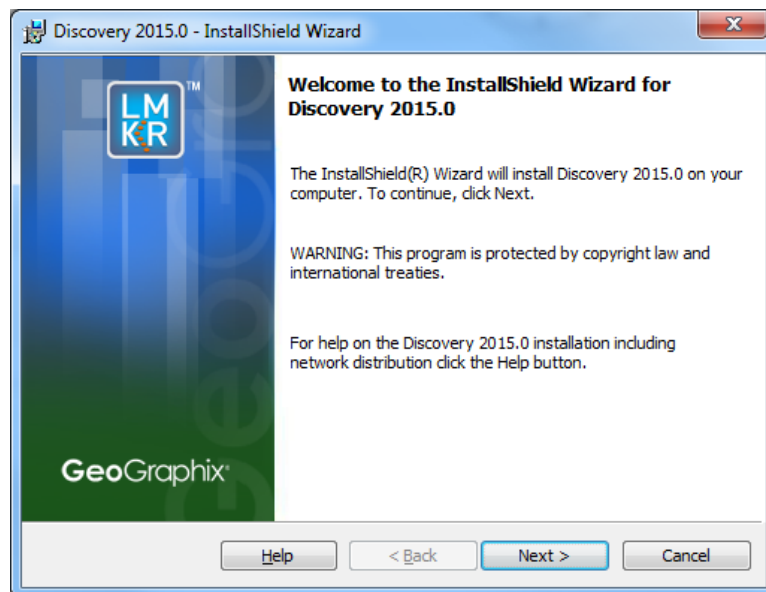 Discovery 2015.0 - InstallShield Wizard
X
LM
KR
TM
Welcome to the InstallShield Wizard for
Discovery 2015.0
The InstallShield(R) Wizard will install Discovery 2015.0 on your
computer. To continue, click Next.
WARNING: This program is protected by copyright law and
international treaties.
For help on the Discovery 2015.0 installation including
network distribution click the Help button.
GeoGraphix
GeoGra
Help
< Back
Next >
Cancel